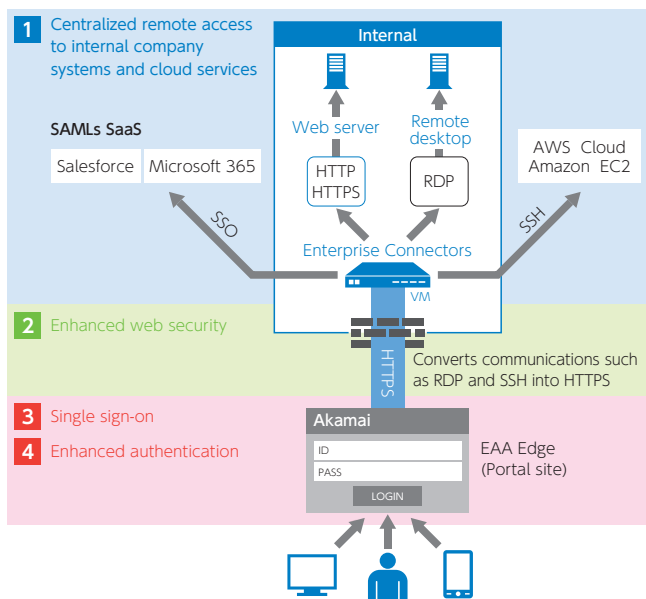 1
Centralized remote access
to internal company
systems and cloud services
Internal
Web server
Remote
desktop
SAMLs SaaS
Salesforce
Microsoft 365
HTTP
HTTPS
RDP
AWS Cloud
Amazon EC2
SSO
SSH
Enterprise Connectors
VM
2
Enhanced web security
HTTPS
Converts communications such
as RDP and SSH into HTTPS
3
Single sign-on
4
Enhanced authentication
Akamai
ID
PASS
LOGIN
EAA Edge
(Portal site)